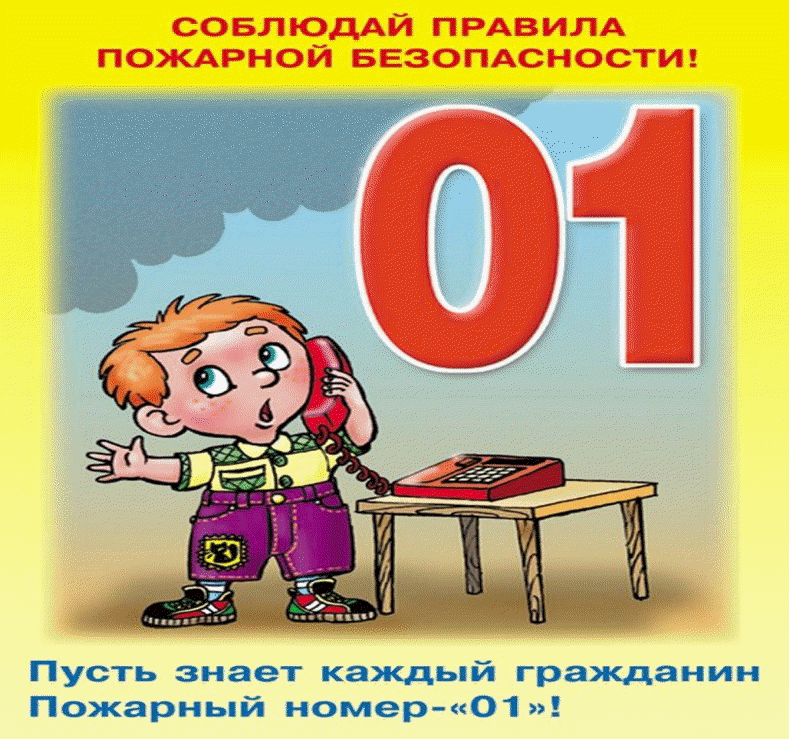 СОБЛЮДАЙ ПРАВИЛА
ПОЖАРНОЙ БЕЗОПАСНОСТИ!
01
Пусть знает каждый гражданин
Пожарный номер-«01»!